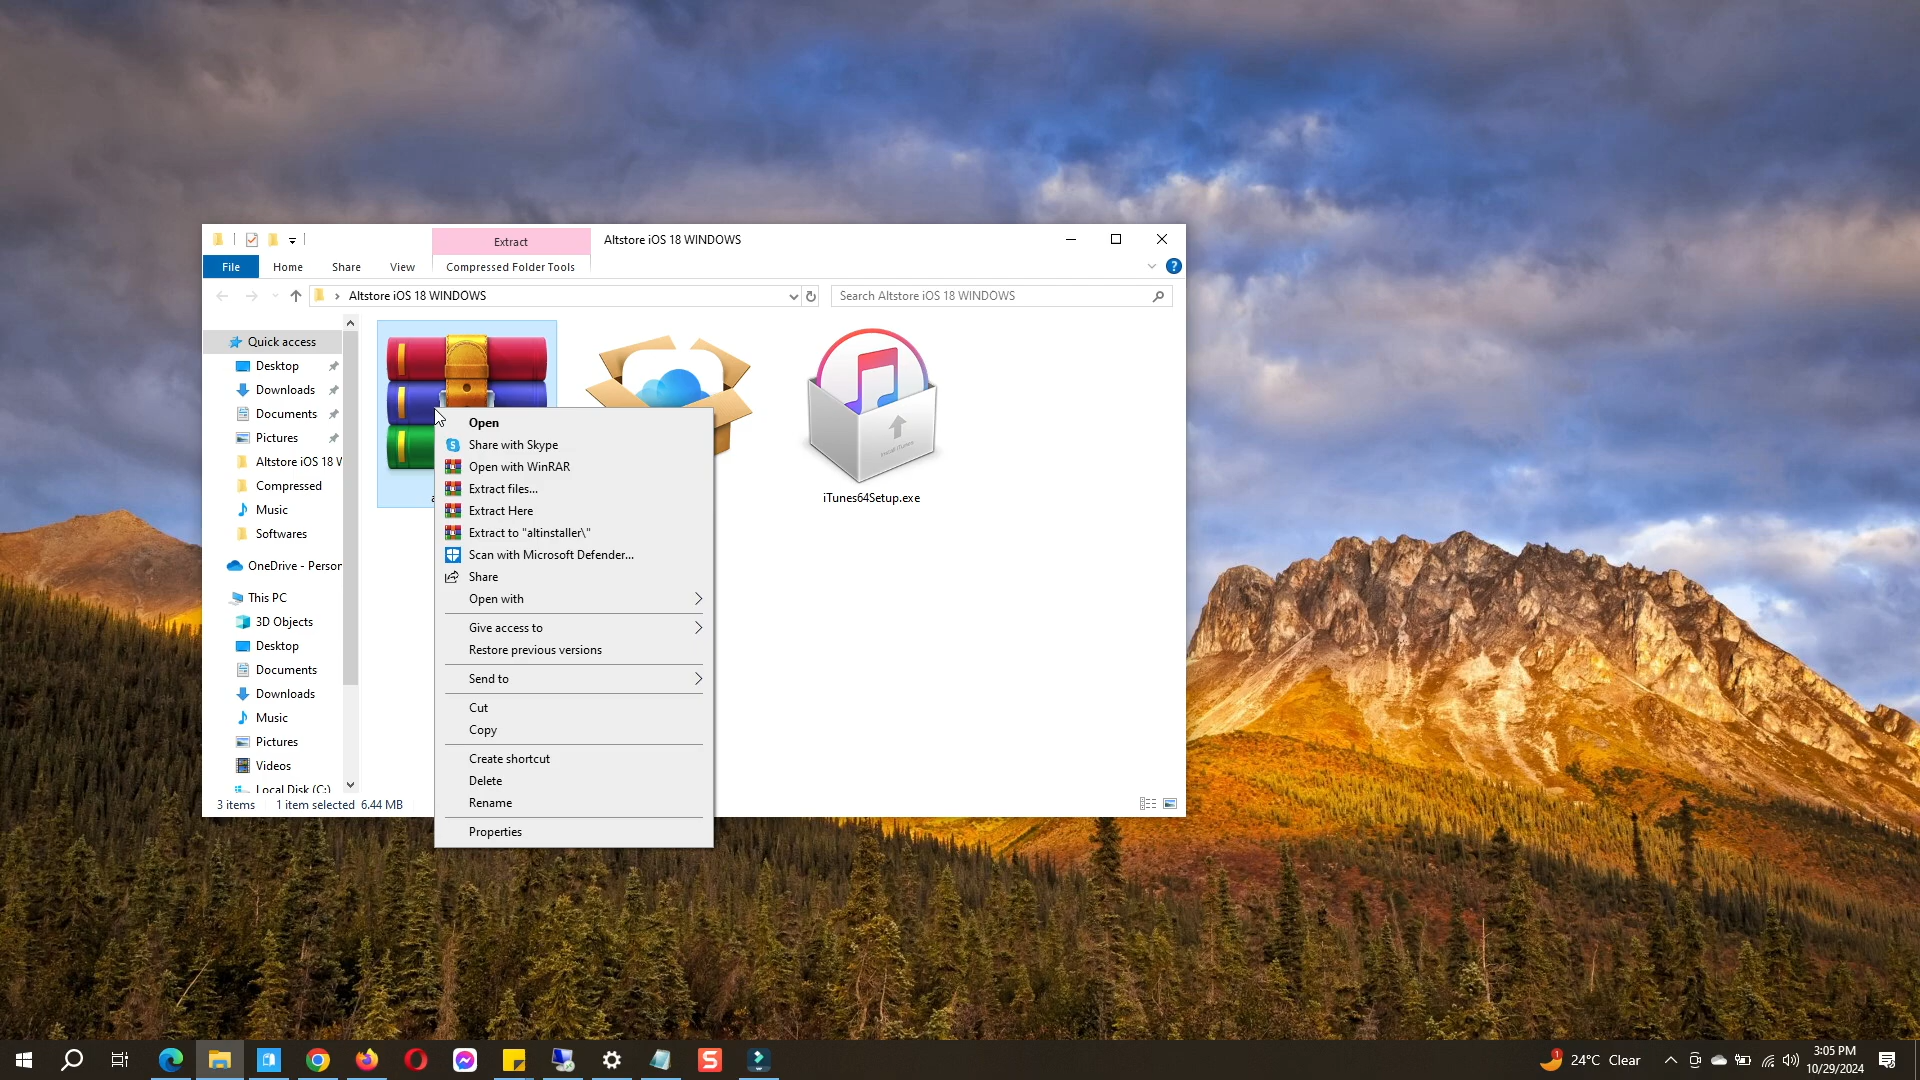 Extract
Altstore iOS 18 WINDOWS
File
Home
Share
View
Compressed Folder Tools
Altstore iOS 18 WINDOWS
Search Altstore iOS 18 WINDOWS
Quick access
Desktop
Downloads
Documents
Pictures
Altstore iOS 18 W
Compressed
Music
Softwares
OneDrive - Person
This PC
3D Objects
Desktop
Documents
Downloads
Music
Pictures
Videos
Local Disk (C:)
iTunes64Setup.exe
Open
Share with Skype
Open with WinRAR
Extract files...
Extract Here
Extract to "altinstaller\"
Scan with Microsoft Defender...
Share
Open with
Give access to
Restore previous versions
Send to
Cut
Copy
Create shortcut
Delete
Rename
Properties
3 items
1 item selected 6.44 MB
1
24°C Clear
3:05 PM
10/29/2024